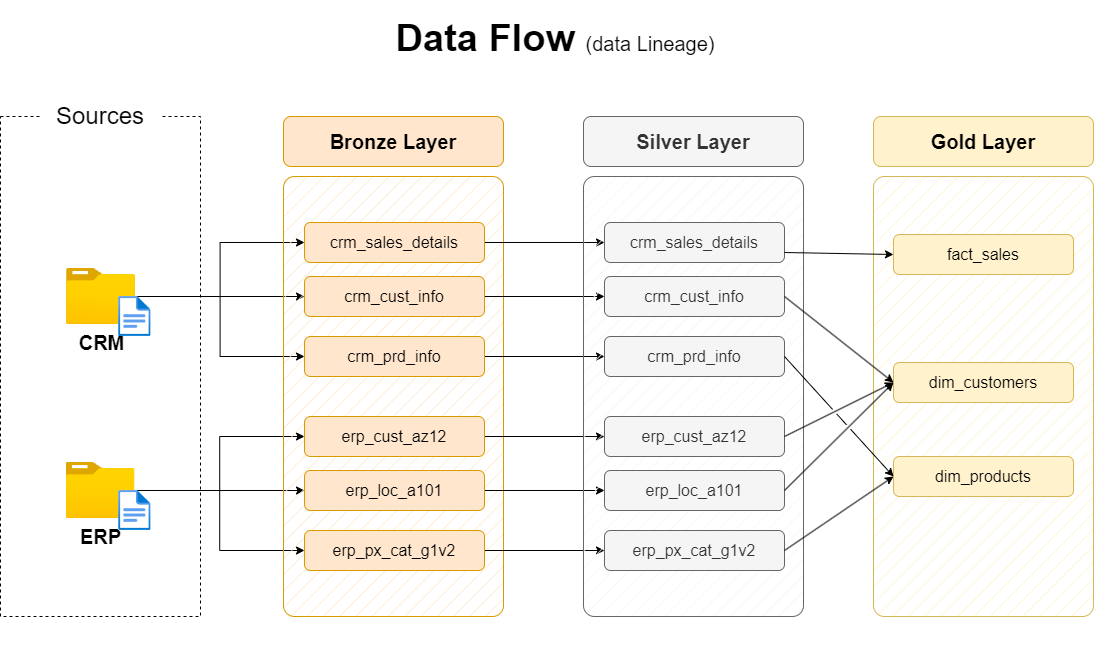 Data Flow (data Lineage)
Sources
Bronze Layer
Silver Layer
Gold Layer
crm_sales_details
crm_sales_details
fact_sales
crm_cust_info
crm_cust_info
CRM
crm_prd_info
crm_prd_info
dim_customers
erp_cust_az12
erp_cust_az12
dim_products
erp_loc_a101
erp_loc_a101
ERP
erp_px_cat_g1v2
erp_px_cat_g1v2